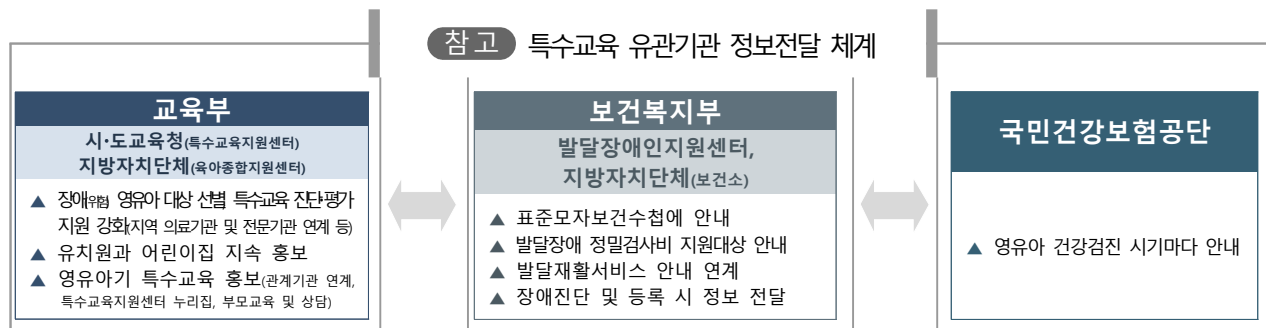 참고 특수교육 유관기관 정보전달 체계
교육부
시·도교육청(특수교육지원센터)
지방자치단체(육아종합지원센터)
▲ 장애위험 영유아 대상 선별 특수교육 진단·평가
지원 강화(지역 의료기관 및 전문기관 연계 등)
▲ 유치원과 어린이집 지속 홍보
▲ 영유아기 특수교육 홍보(관계기관 연계,
특수교육지원센터 누리집, 부모교육 및 상담)
보건복지부
발달장애인지원센터,
지방자치단체(보건소)
▲ 표준모자보건수첩에 안내
▲ 발달장애 정밀검사비 지원대상 안내
▲ 발달재활서비스 안내 연계
▲ 장애진단 및 등록 시 정보 전달
국민건강보험공단
▲ 영유아 건강검진 시기마다 안내